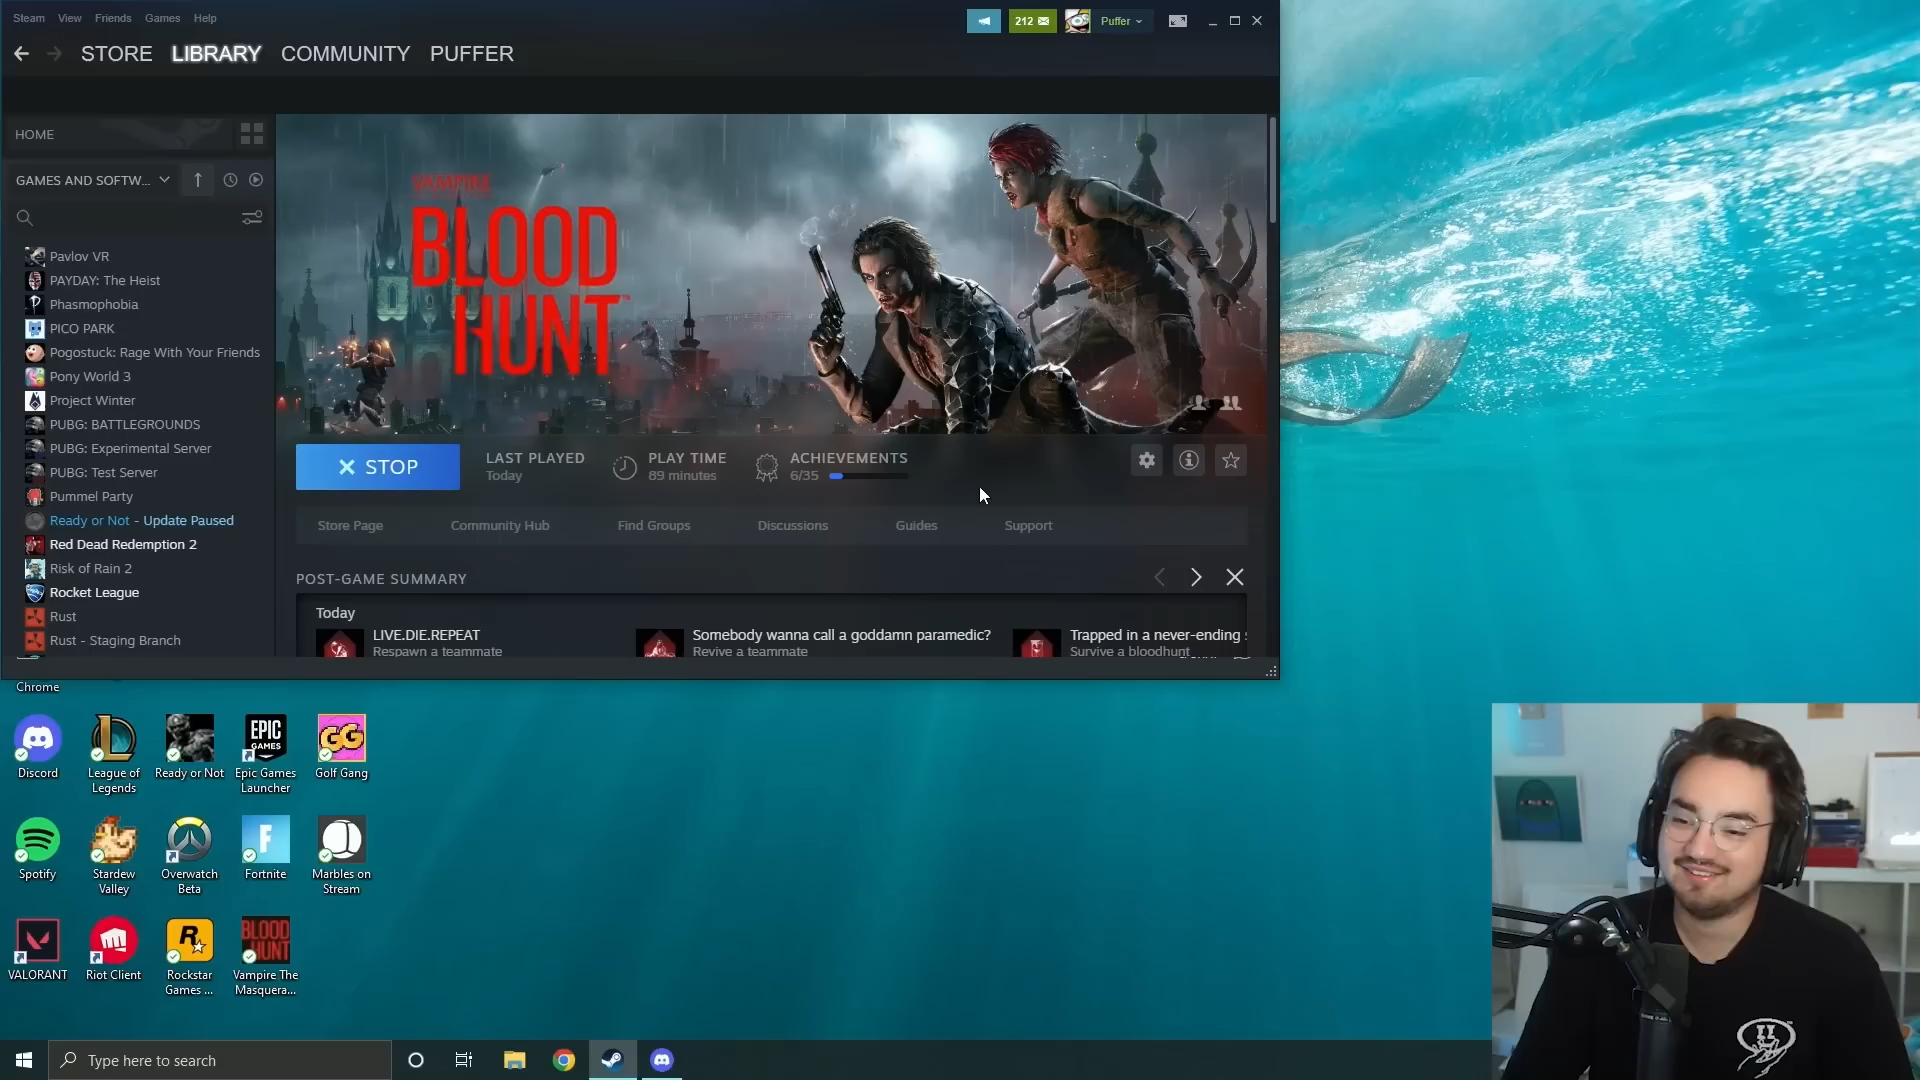 Steam View Friends Games Help
212 Puffer
STORE LIBRARY COMMUNITY PUFFER
HOME
GAMES AND SOFTW...
Pavlov VR
PAYDAY: The Heist
Phasmophobia
PICO PARK
Pogostuck: Rage With Your Friends
Pony World 3
Project Winter
PUBG: BATTLEGROUNDS
PUBG: Experimental Server
PUBG: Test Server
Pummel Party
Ready or Not - Update Paused
Red Dead Redemption 2
Risk of Rain 2
Rocket League
Rust
Rust - Staging Branch
VAMPIRE
BLOOD
HUNT™
STOP
LAST PLAYED
Today
PLAY TIME
89 minutes
ACHIEVEMENTS
6/35
Store Page Community Hub Find Groups Discussions Guides Support
POST-GAME SUMMARY
Today
LIVE.DIE.REPEAT
Respawn a teammate
Somebody wanna call a goddamn paramedic?
Revive a teammate
Trapped in a never-ending
Survive a bloodhunt
Chrome
EPIC
GAMES
GG
Discord
League of
Legends
Ready or Not
Epic Games
Launcher
Golf Gang
Spotify
Stardew
Valley
Overwatch
Beta
F
Fortnite
Marbles on
Stream
VALORANT
Riot Client
R
Rockstar
Games ...
BLOOD
HUNT
Vampire The
Masquera...
Type here to search